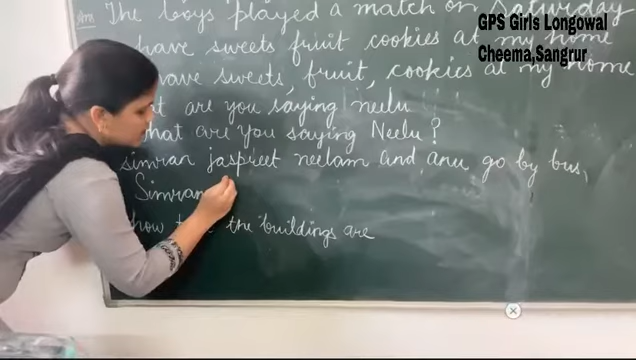 Ans The boys played a match on Saturday
have sweets fruit cookies at my home
have sweets, fruit, cookies at my home
are you saying neelu
hat are you saying Neelu?
simran jaspreet neelam and anu go by bus,
Simran
how the buildings are
GPS Girls Longowal
Cheema,Sangrur